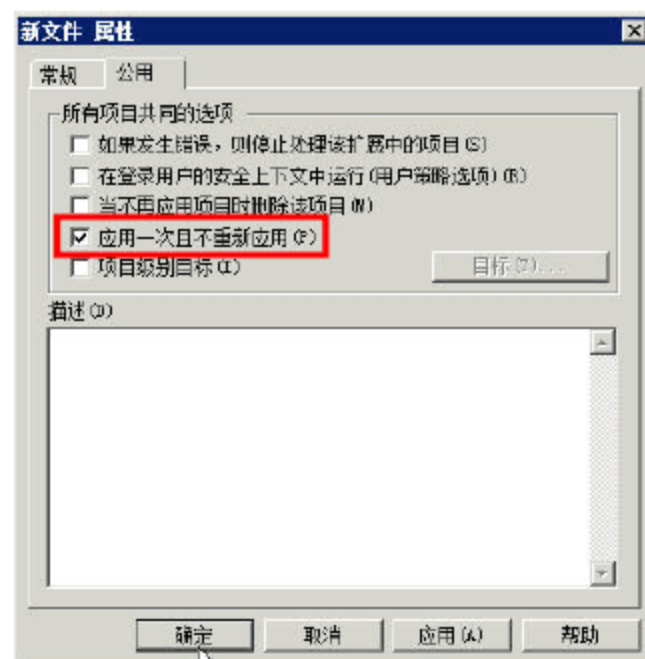 新文件 属性
常规 公用
所有项目共同的选项
如果发生错误，则停止处理该扩展中的项目(S)
在登录用户的安全上下文中运行(用户策略选项)(R)
当不再应用项目时删除该项目(W)
应用一次且不重新应用(P)
项目级别目标(I) 目标(T)...
描述(D)
确定 取消 应用(A) 帮助